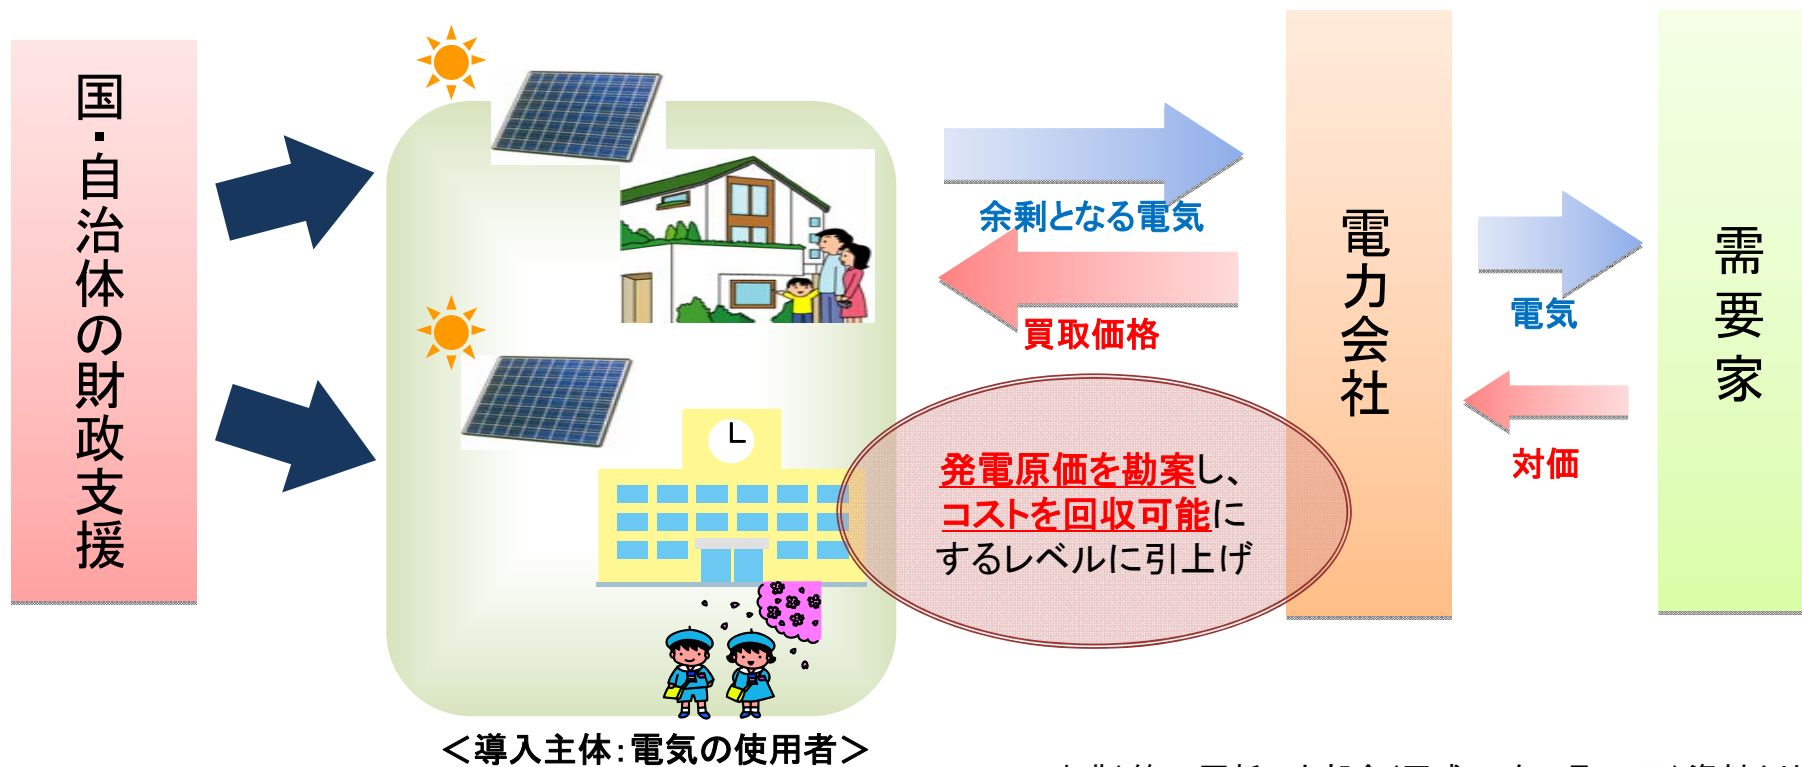 国・自治体の財政支援
余剰となる電気
買取価格
発電原価を勘案し、
コストを回収可能に
するレベルに引上げ
電力会社
電気
対価
需要家
＜導入主体：電気の使用者＞